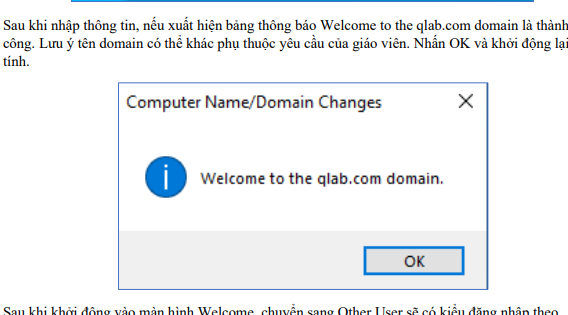 Sau khi nhập thông tin, nếu xuất hiện bảng thông báo Welcome to the qlab.com domain là thành
công. Lưu ý tên domain có thể khác phụ thuộc yêu cầu của giáo viên. Nhấn OK và khởi động lại
tính.
Computer Name/Domain Changes
Welcome to the qlab.com domain.
OK
Sau khi khởi động vào màn hình Welcome, chuyển sang Other User sẽ có kiểu đăng nhập theo